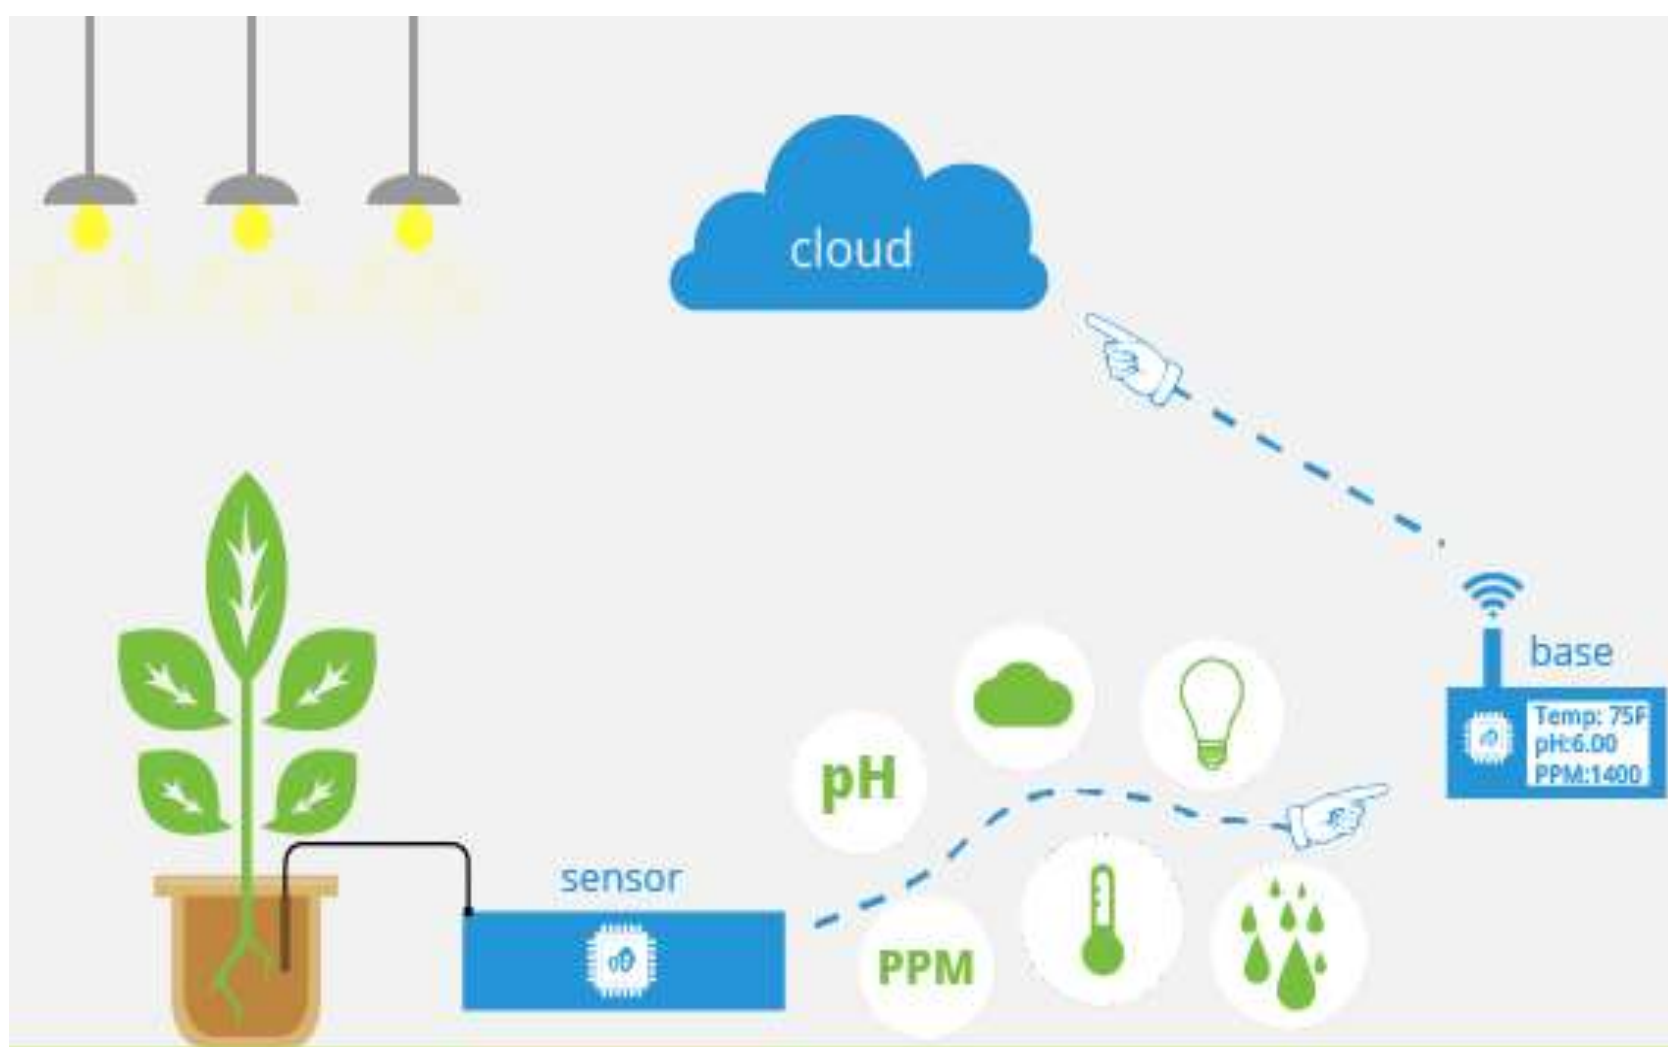 cloud
base
Temp: 75F
pH:6.00
PPM:1400
pH
sensor
PPM